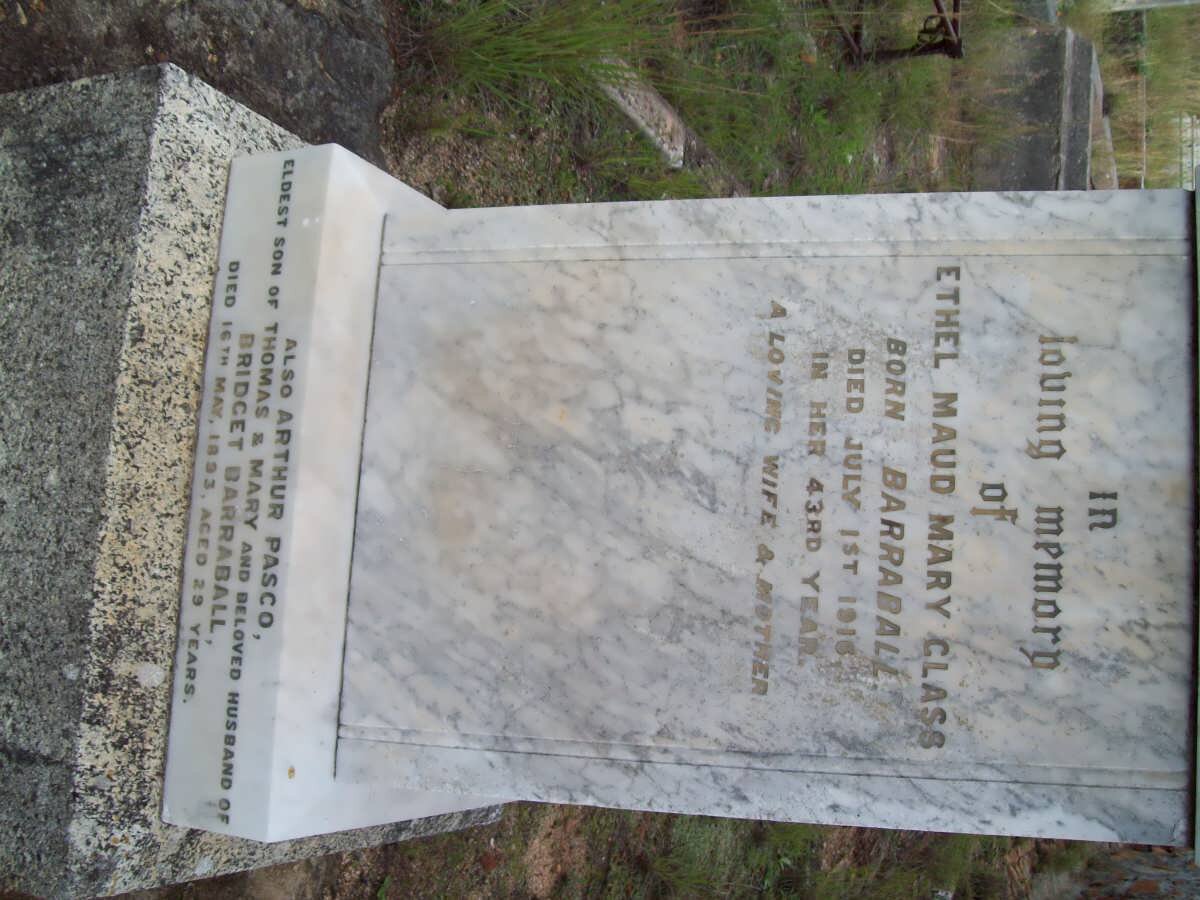 In
loving memory
of
ETHEL MAUD MARY GLASS
BORN BARRABALL
DIED JULY 1ST 1916
IN HER 43RD YEAR.
A LOVING WIFE & MOTHER
ALSO ARTHUR PASCO,
ELDEST SON OF THOMAS & MARY AND BELOVED HUSBAND OF
BRIDGET BARRABALL,
DIED 16TH MAY, 1893, AGED 29 YEARS.